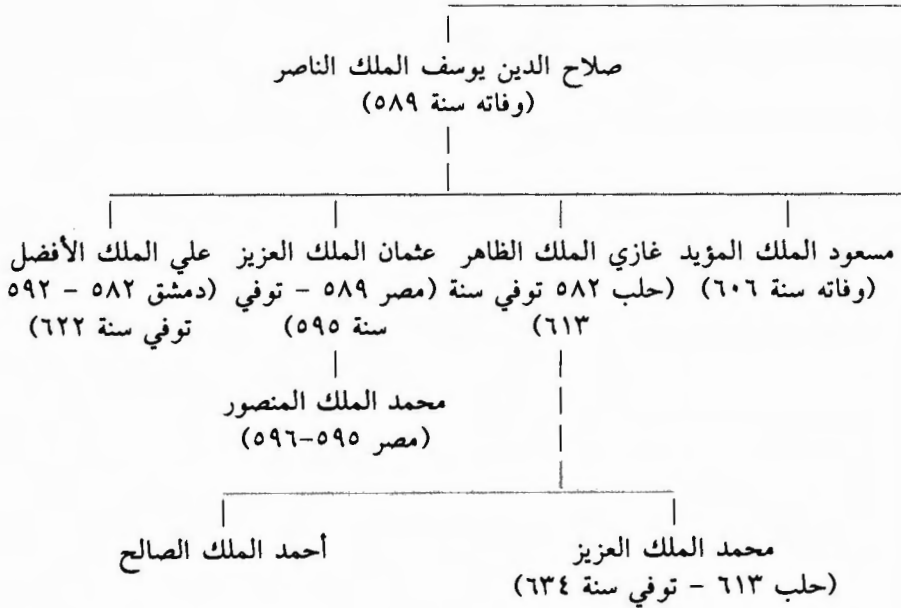 صلاح الدين يوسف الملك الناصر
(وفاته سنة ٥٨٩)
مسعود الملك المؤيد
(وفاته سنة ٦٠٦)
غازي الملك الظاهر
(حلب ٥٨٢ توفي سنة
٦١٣)
عثمان الملك العزيز
(مصر ٥٨٩ - توفي
سنة ٥٩٥)
علي الملك الأفضل
(دمشق ٥٨٢ - ٥٩٢
توفي سنة ٦٢٢)
محمد الملك المنصور
(مصر ٥٩٥-٥٩٦)
محمد الملك العزيز
(حلب ٦١٣ - توفي سنة ٦٣٤)
أحمد الملك الصالح